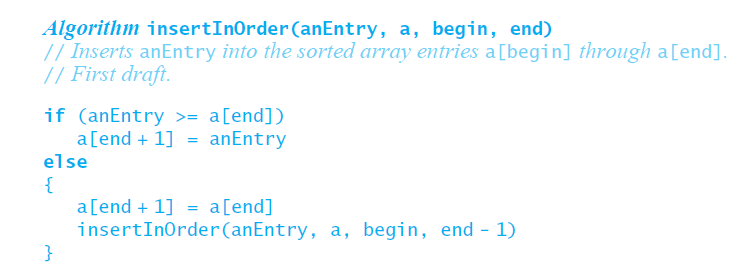 Algorithm insertInOrder(anEntry, a, begin, end)
// Inserts anEntry into the sorted array entries a[begin] through a[end].
// First draft.
if (anEntry >= a[end])
a[end + 1] = anEntry
else
{
a[end + 1] = a[end]
insertInOrder(anEntry, a, begin, end - 1)
}